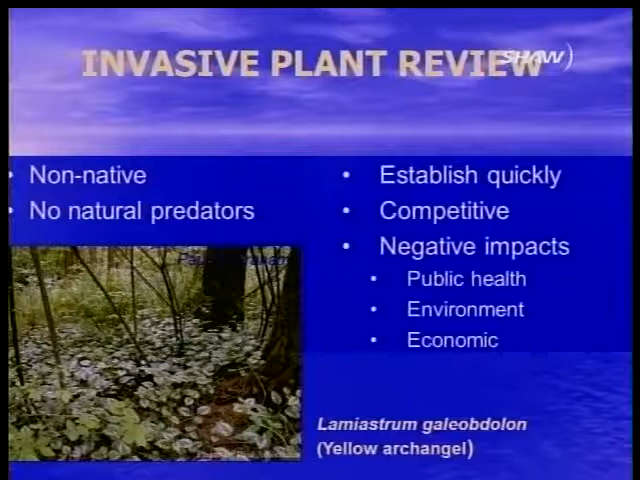 INVASIVE PLANT REVIEW
SHAW)
• Non-native
• No natural predators
• Establish quickly
• Competitive
• Negative impacts
• Public health
• Environment
• Economic
Lamiastrum galeobdolon
(Yellow archangel)